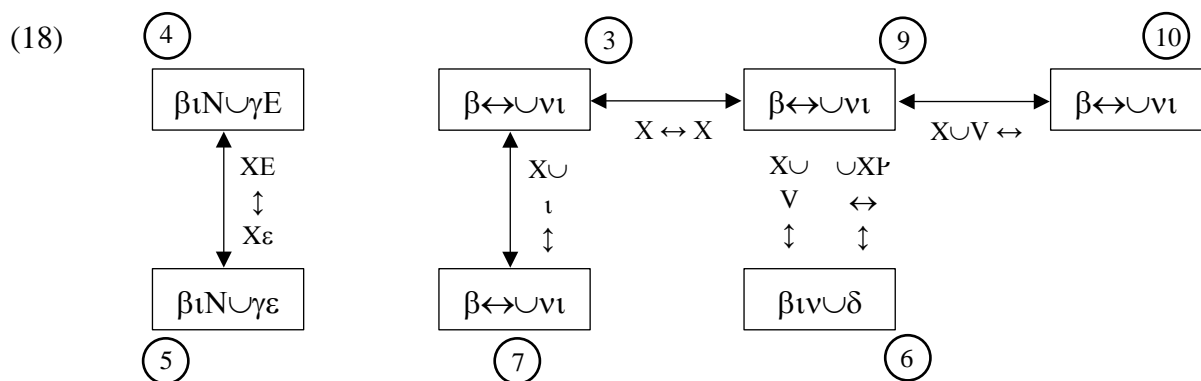 (18) ④ ③ ⑨ ⑩
βιΝ∪γΕ β↔∪νι β↔∪νι β↔∪νι
X ↔ X X∪V ↔
XE X∪ X∪ ∪XΡ
↕ ι V ↔
Xε ↕ ↕ ↕
βιΝ∪γε β↔∪νι βιν∪δ
⑤ ⑦ ⑥